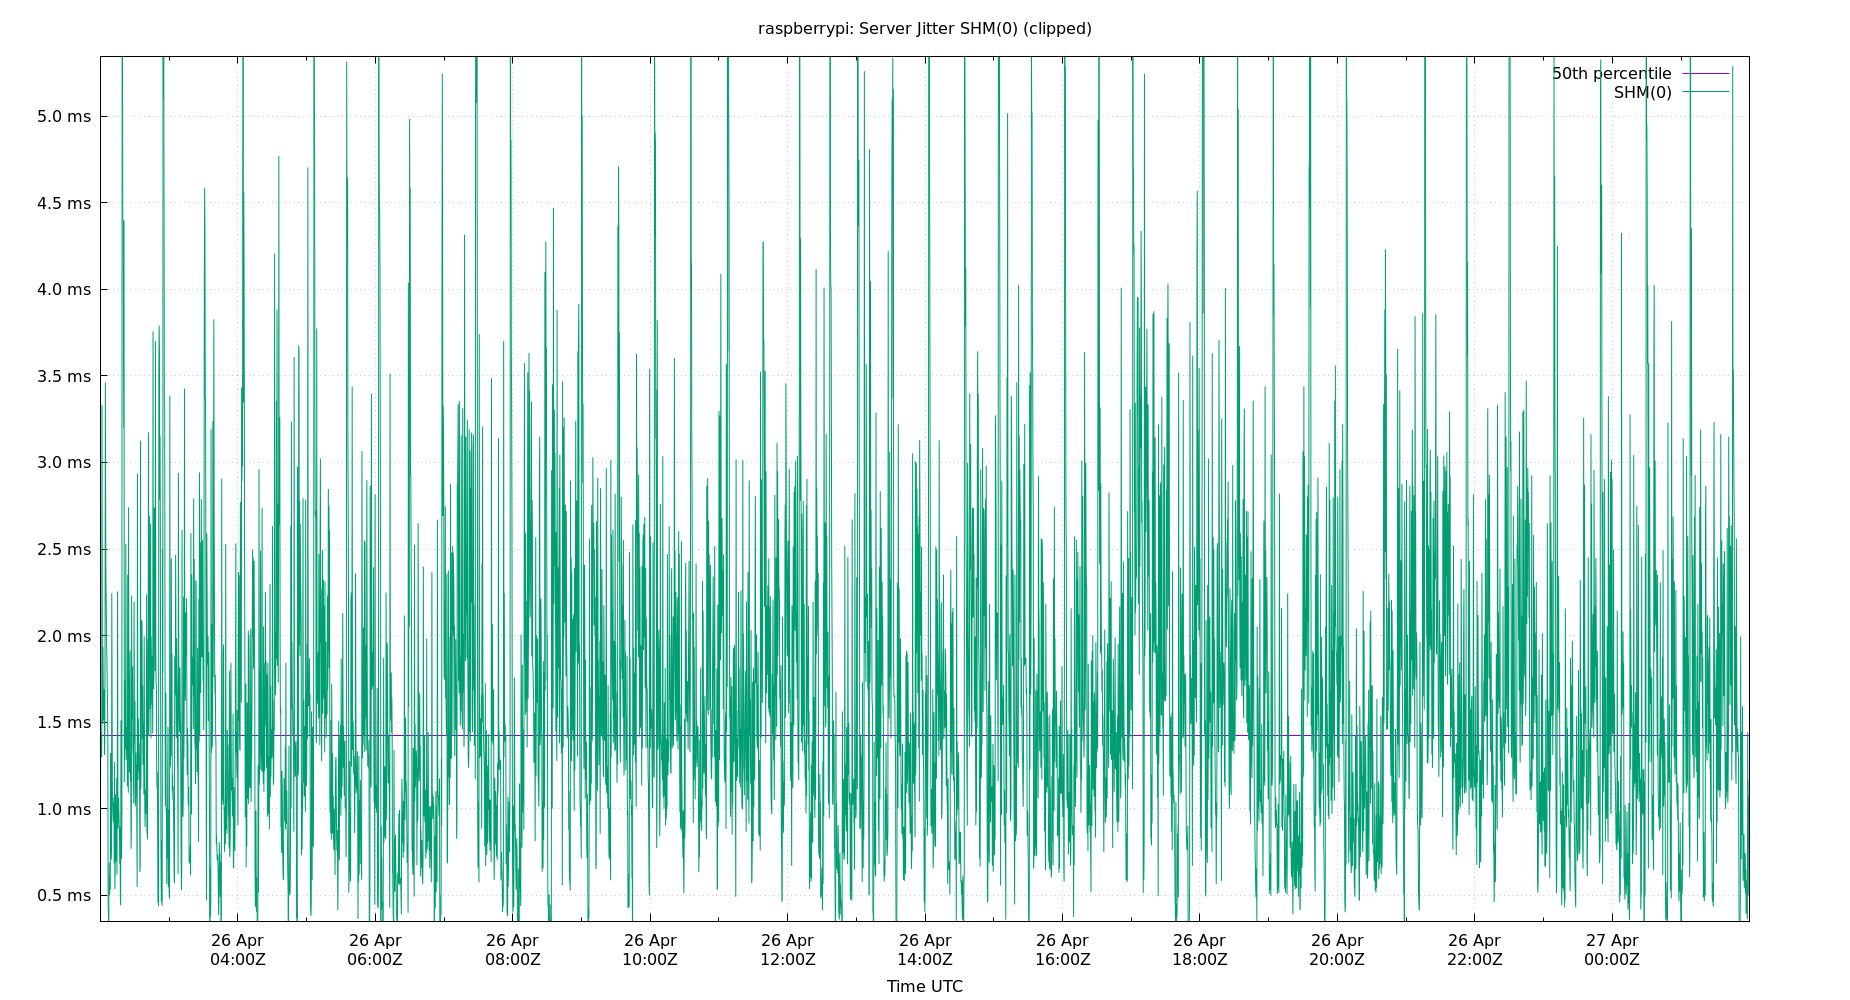 raspberrypi: Server Jitter SHM(0) (clipped)
50th percentile
SHM(0)
5.0 ms
4.5 ms
4.0 ms
3.5 ms
3.0 ms
2.5 ms
2.0 ms
1.5 ms
1.0 ms
0.5 ms
26 Apr 26 Apr 26 Apr 26 Apr 26 Apr 26 Apr 26 Apr 26 Apr 26 Apr 26 Apr 27 Apr
04:00Z 06:00Z 08:00Z 10:00Z 12:00Z 14:00Z 16:00Z 18:00Z 20:00Z 22:00Z 00:00Z
Time UTC